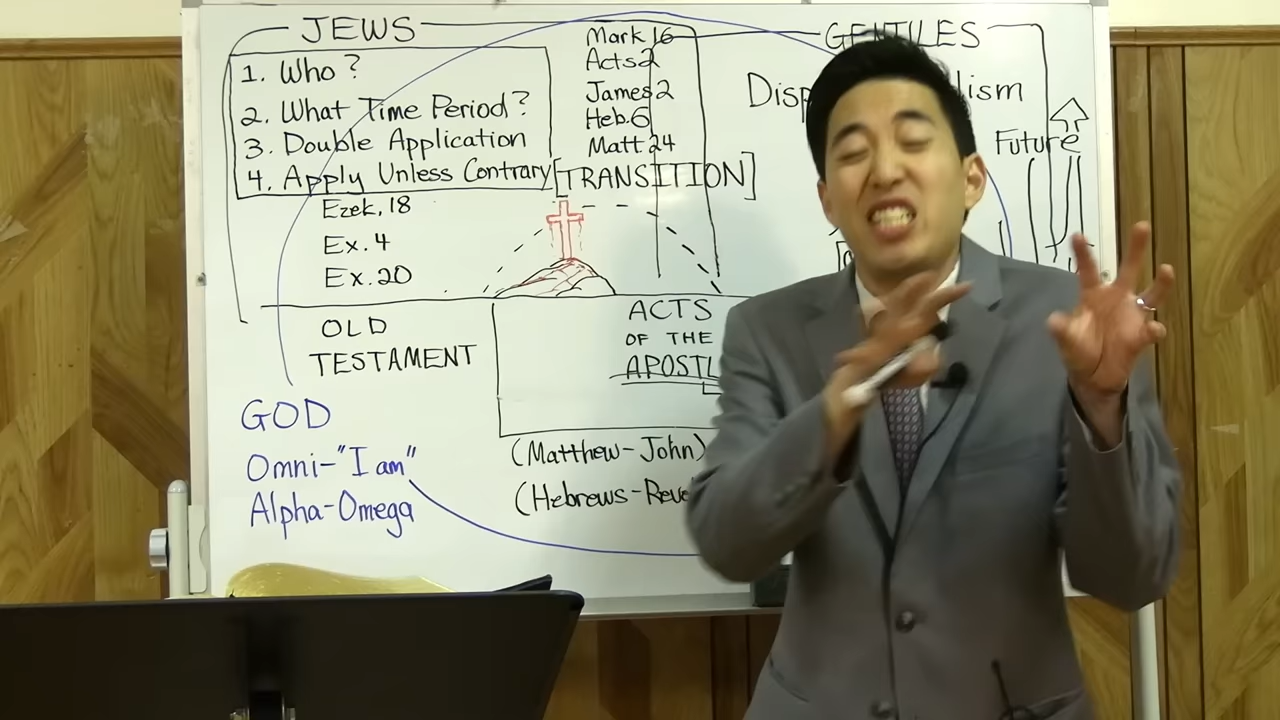 JEWS
1. Who?
2. What Time Period?
3. Double Application
4. Apply Unless Contrary
Ezek. 18
Ex. 4
Ex. 20
Mark 16
Acts 2
James 2
Heb. 6
Matt 24
[TRANSITION]
GENTILES
Future
OLD
TESTAMENT
ACTS
OF THE
(Matthew-John)
GOD
Omni-"I am"
Alpha-Omega